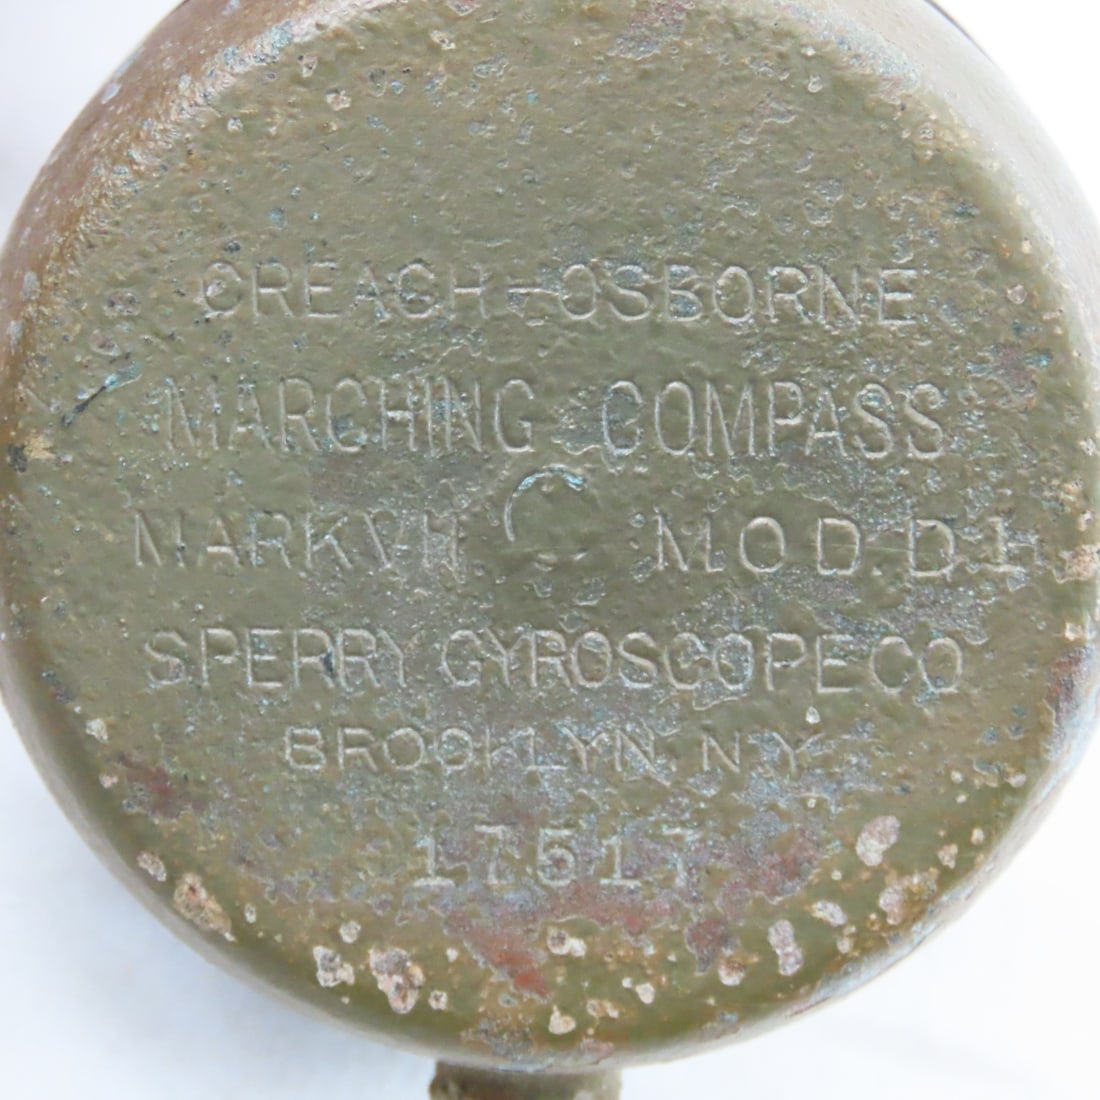 CREAGH-OSBORNE
MARCHING COMPASS
MARK VII MOD. D1
SPERRY GYROSCOPE CO
BROOKLYN. N Y
17517